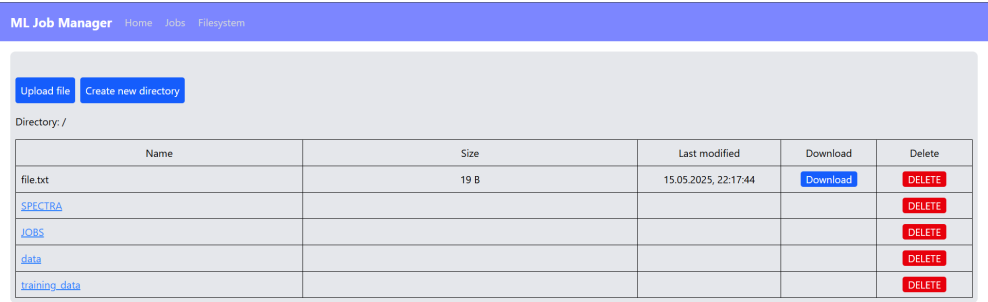 ML Job Manager Home Jobs Filesystem
Upload file Create new directory
Directory: /
Name Size Last modified Download Delete
file.txt 19 B 15.05.2025, 22:17:44 Download DELETE
SPECTRA DELETE
JOBS DELETE
data DELETE
training_data DELETE